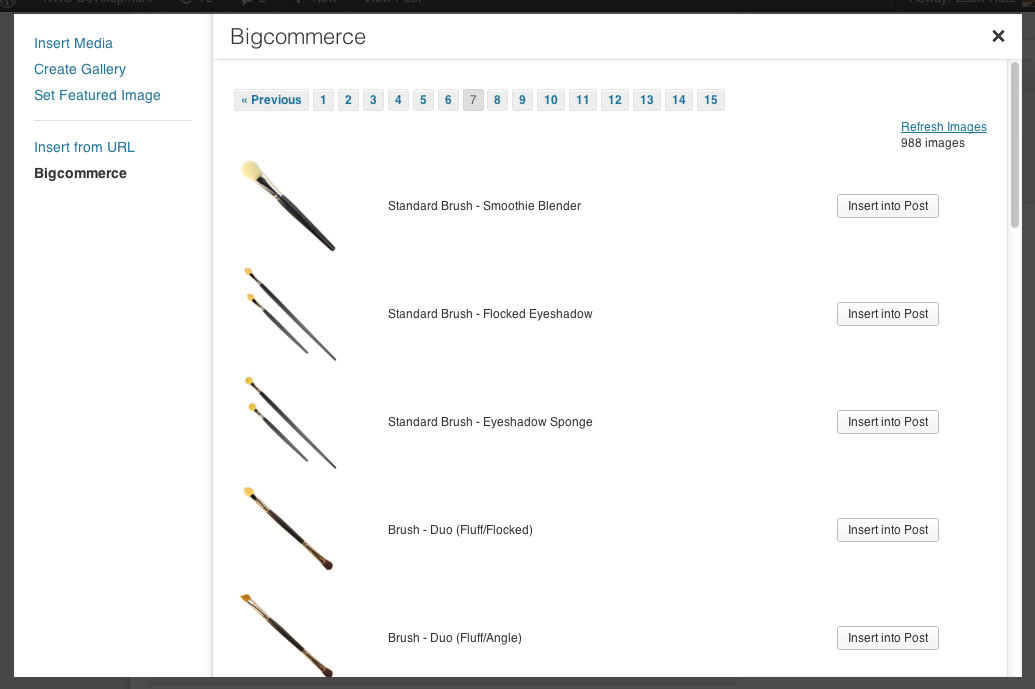 Insert Media
Create Gallery
Set Featured Image
Insert from URL
Bigcommerce
Bigcommerce ×
« Previous 1 2 3 4 5 6 7 8 9 10 11 12 13 14 15
Refresh Images
988 images
Standard Brush - Smoothie Blender Insert into Post
Standard Brush - Flocked Eyeshadow Insert into Post
Standard Brush - Eyeshadow Sponge Insert into Post
Brush - Duo (Fluff/Flocked) Insert into Post
Brush - Duo (Fluff/Angle) Insert into Post